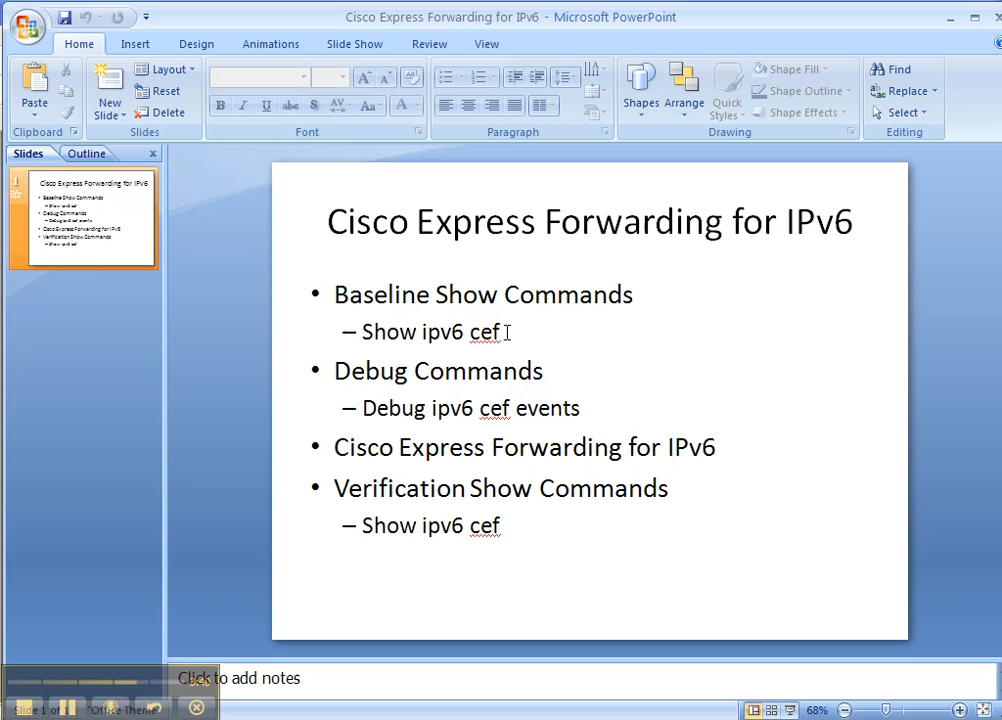 Cisco Express Forwarding for IPv6 - Microsoft PowerPoint
Home Insert Design Animations Slide Show Review View
Paste
Clipboard
New Slide
Layout
Reset
Delete
Slides
B I U abc S AV Aa A
Font
Paragraph
Shapes Arrange Quick Styles
Shape Fill
Shape Outline
Shape Effects
Drawing
Find
Replace
Select
Editing
Slides Outline
1
Cisco Express Forwarding for IPv6
• Baseline Show Commands
– Show ipv6 cef
• Debug Commands
– Debug ipv6 cef events
• Cisco Express Forwarding for IPv6
• Verification Show Commands
– Show ipv6 cef
Cisco Express Forwarding for IPv6
• Baseline Show Commands
– Show ipv6 cef
• Debug Commands
– Debug ipv6 cef events
• Cisco Express Forwarding for IPv6
• Verification Show Commands
– Show ipv6 cef
Click to add notes
Slide 1 of 1 "Office Theme"
68%